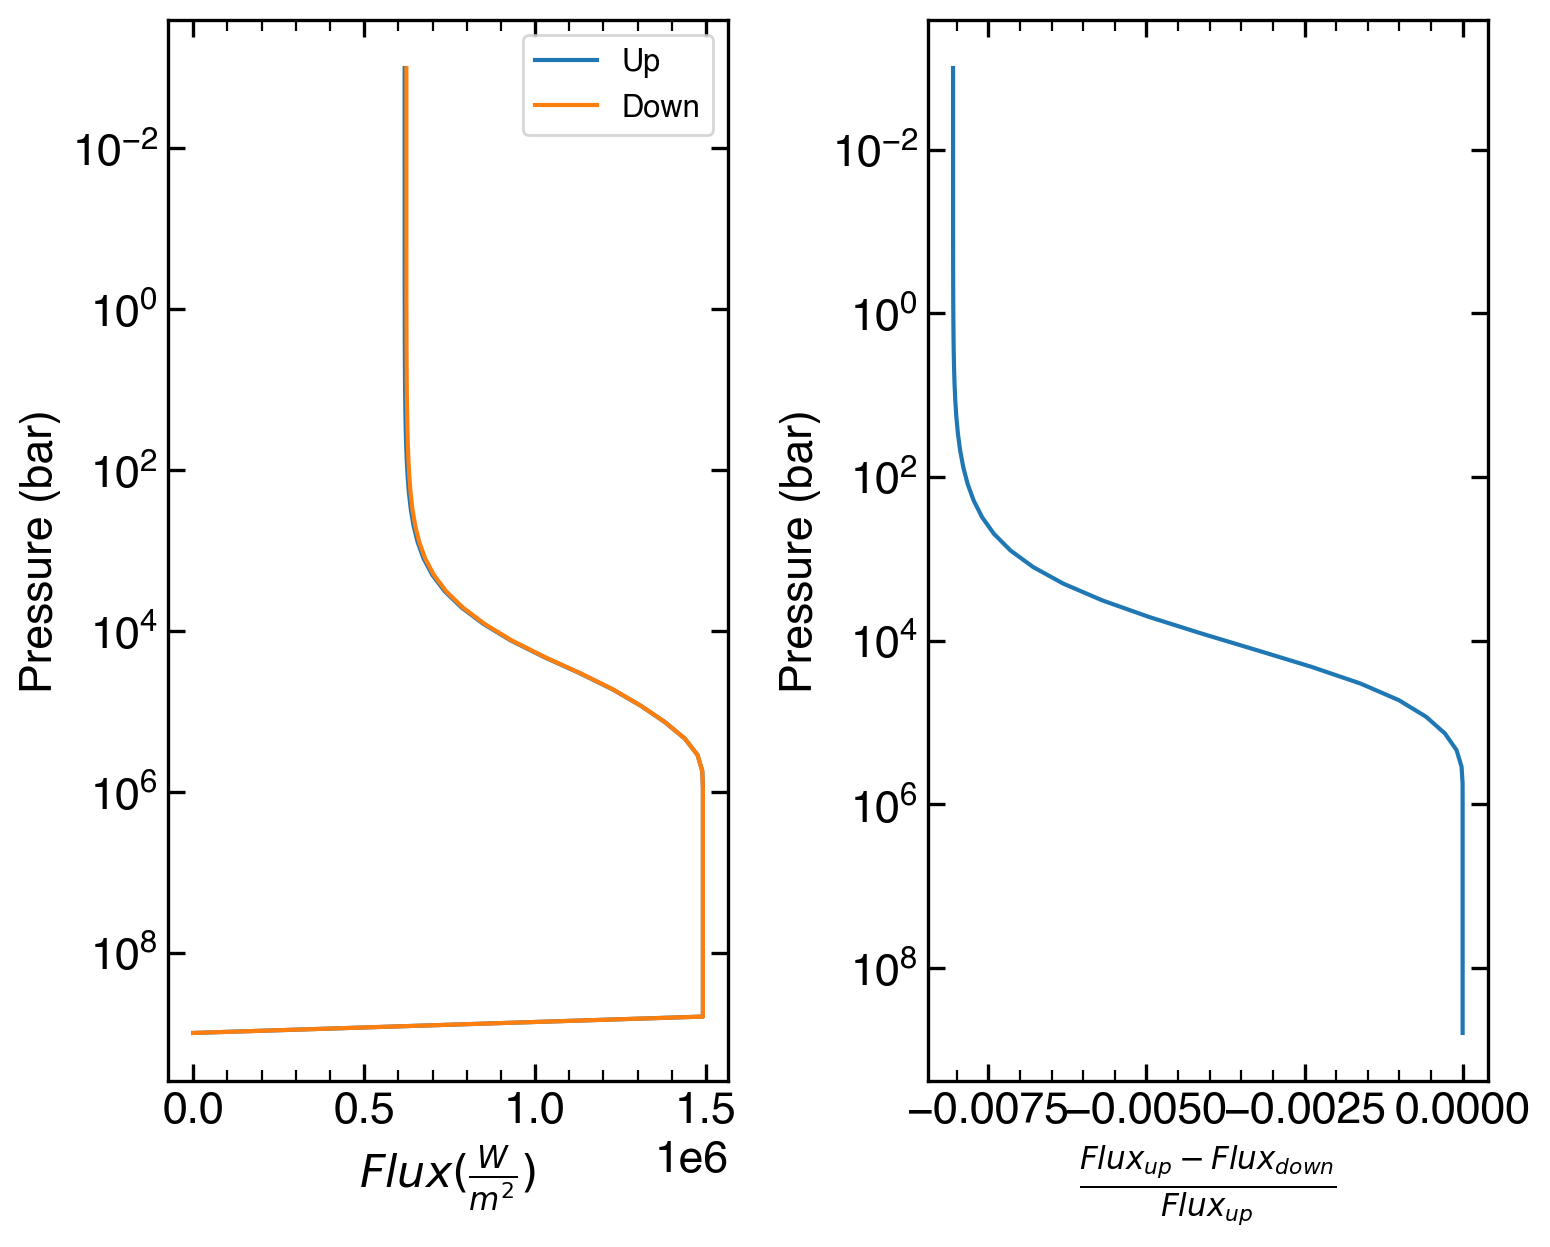 Up
Down
10⁻²
10⁰
10²
10⁴
10⁶
10⁸
Pressure (bar)
0.0 0.5 1.0 1.5
1e6
Flux(W/m²)
10⁻²
10⁰
10²
10⁴
10⁶
10⁸
Pressure (bar)
−0.0075 −0.0050 −0.0025 0.0000
Flux_up − Flux_down
Flux_up